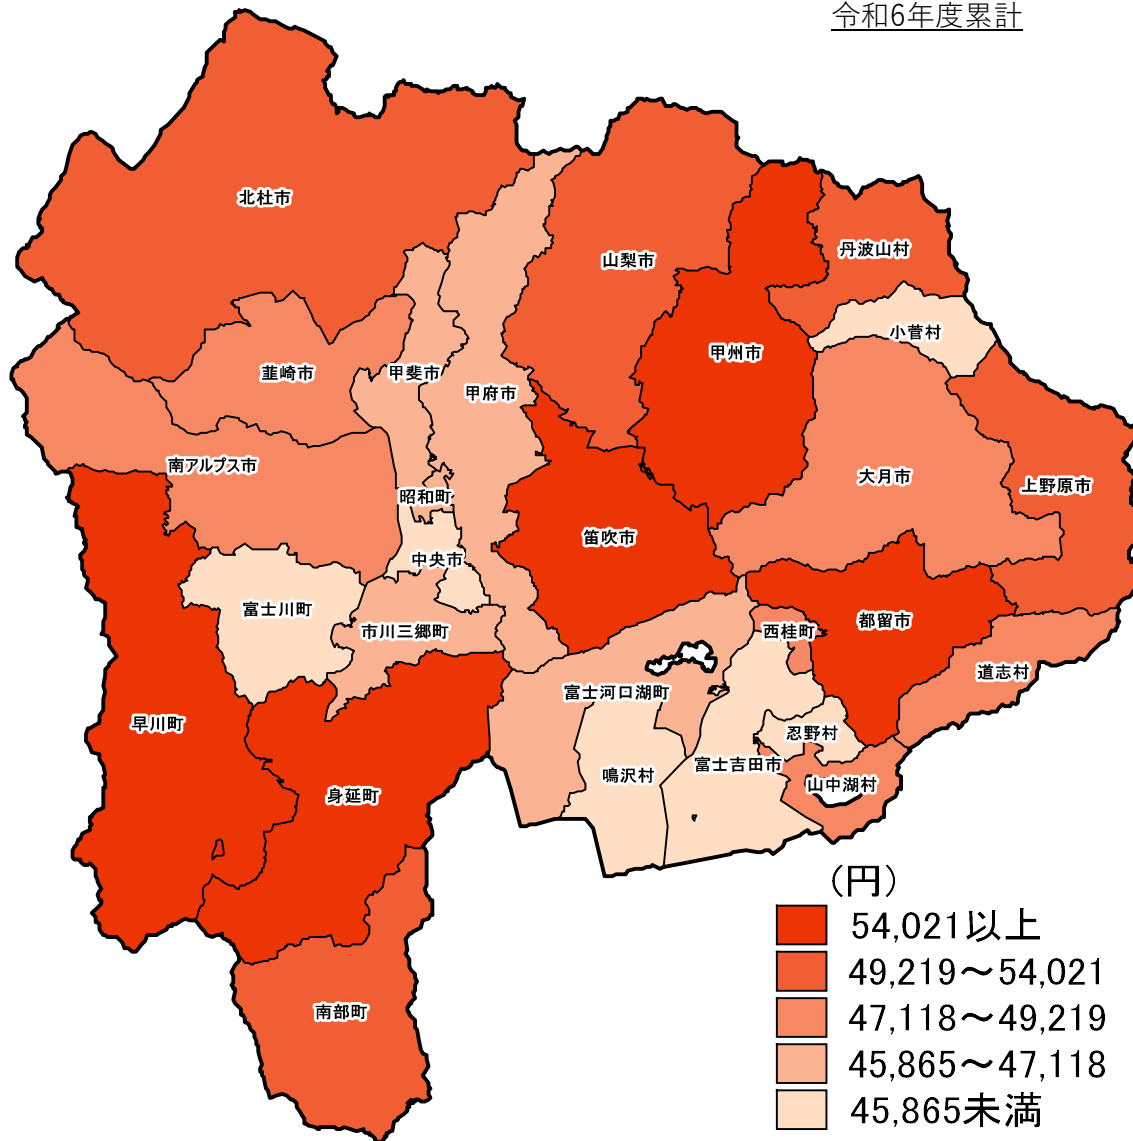 令和6年度累計
北杜市
丹波山村
山梨市
小菅村
甲州市
韮崎市
甲斐市
甲府市
南アルプス市
大月市
上野原市
昭和町
笛吹市
中央市
富士川町
都留市
市川三郷町
西桂町
道志村
富士河口湖町
早川町
忍野村
富士吉田市
鳴沢村
山中湖村
身延町
南部町
(円)
54,021以上
49,219～54,021
47,118～49,219
45,865～47,118
45,865未満